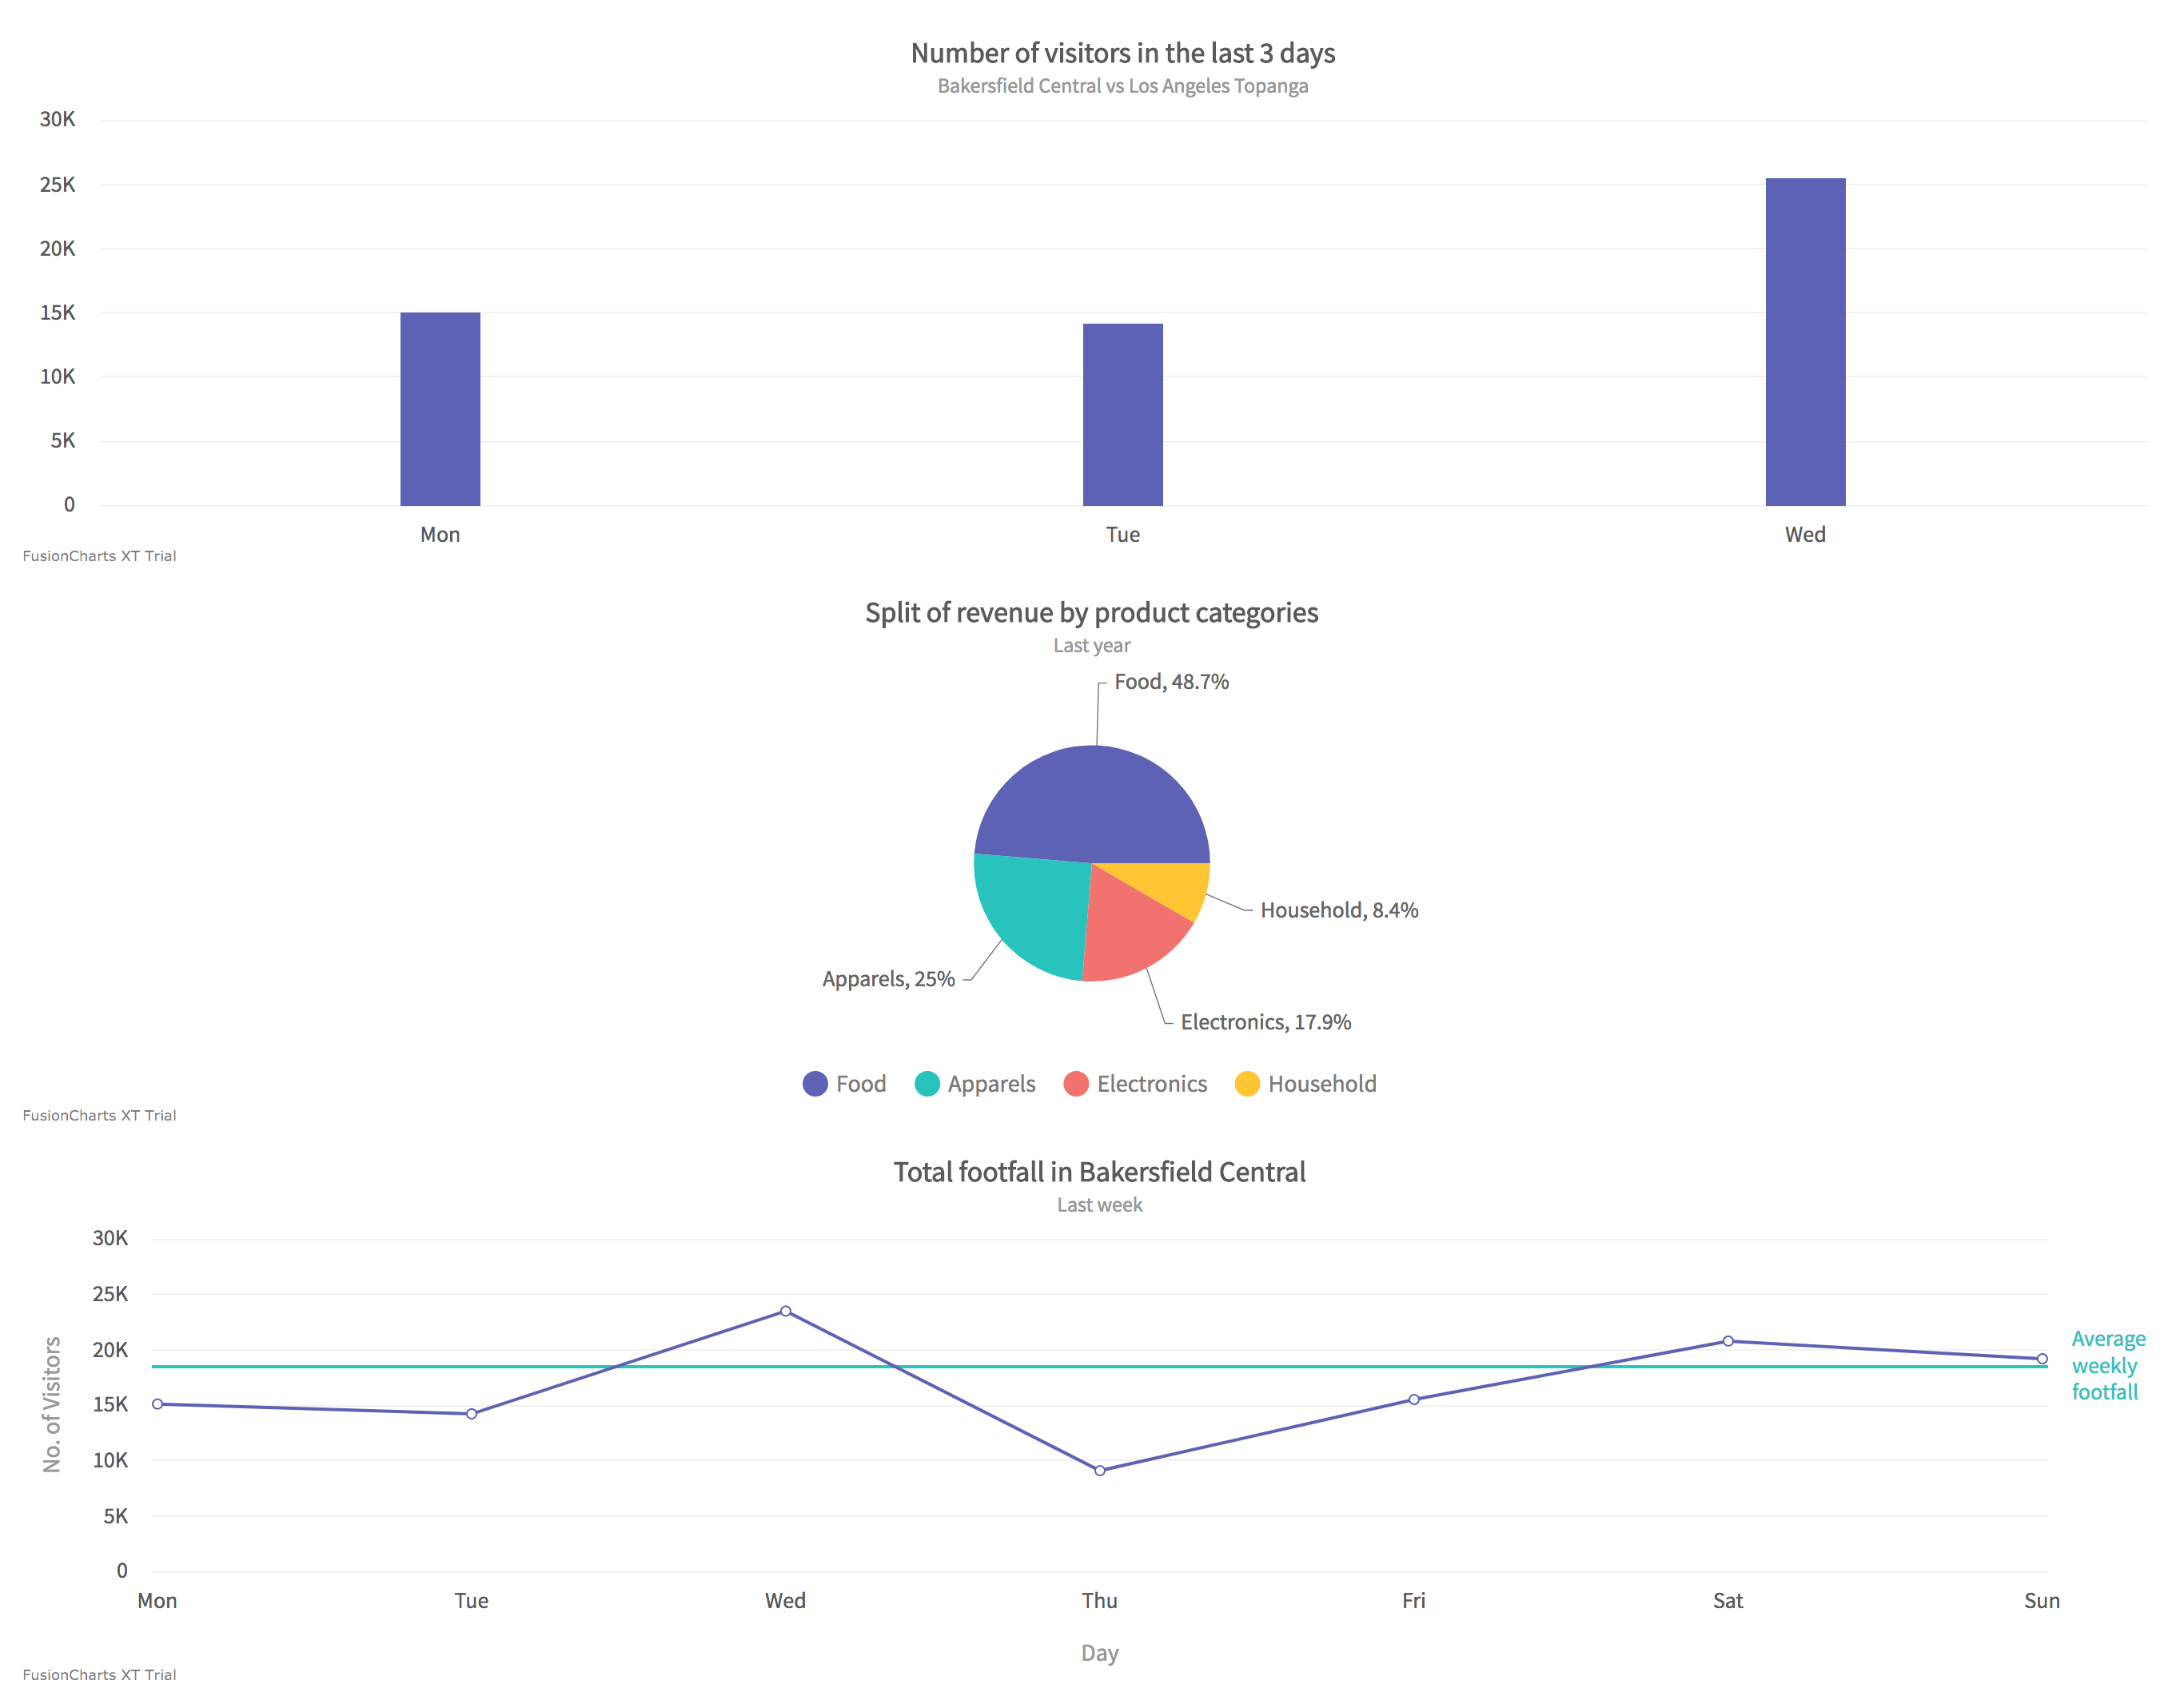 Number of visitors in the last 3 days
Bakersfield Central vs Los Angeles Topanga
30K
25K
20K
15K
10K
5K
0
Mon Tue Wed
FusionCharts XT Trial
Split of revenue by product categories
Last year
Food, 48.7%
Household, 8.4%
Apparels, 25%
Electronics, 17.9%
Food Apparels Electronics Household
FusionCharts XT Trial
Total footfall in Bakersfield Central
Last week
No. of Visitors
30K
25K
20K
15K
10K
5K
0
Average
weekly
footfall
Mon Tue Wed Thu Fri Sat Sun
Day
FusionCharts XT Trial